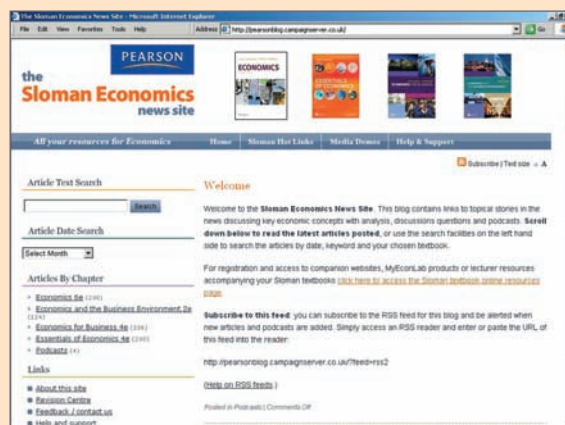 The Sloman Economics News Site - Microsoft Internet Explorer
File Edit View Favorites Tools Help Address http://pearsonblog.campaignserver.co.uk/ Go
PEARSON
the
Sloman Economics
news site
ECONOMICS
ESSENTIALS OF ECONOMICS
All your resources for Economics Home Sloman Hot Links Media Demos Help & Support
Subscribe | Text size A A
Article Text Search
Search
Article Date Search
Select Month
Articles By Chapter
Economics 6e
Economics and the Business Environment 2e
Economics for Business 4e
Essentials of Economics 4e
Podcasts (4)
Links
About this site
Revision Centre
Feedback / contact us
Help and support
Welcome
Welcome to the Sloman Economics News Site. This blog contains links to topical stories in the
news discussing key economic concepts with analysis, discussions questions and podcasts. Scroll
down below to read the latest articles posted, or use the search facilities on the left hand
side to search the articles by date, keyword and your chosen textbook.
For registration and access to companion websites, MyEconLab products or lecturer resources
accompanying your Sloman textbooks click here to access the Sloman textbook online resources
page.
Subscribe to this feed: you can subscribe to the RSS feed for this blog and be alerted when
new articles and podcasts are added. Simply access an RSS reader and enter or paste the URL of
this feed into the reader:
http://pearsonblog.campaignserver.co.uk/?feed=rss2
(Help on RSS feeds.)
Posted in Podcasts | Comments Off